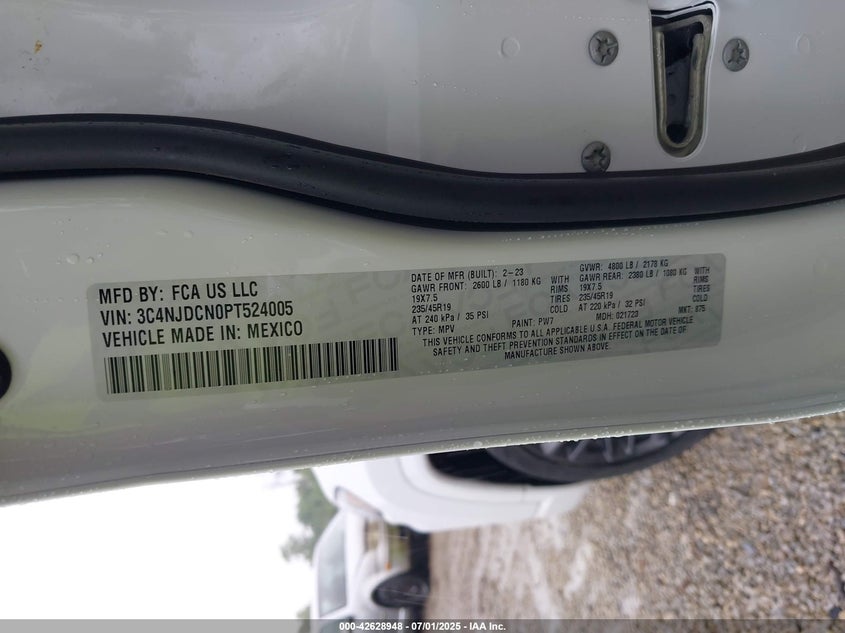 MFD BY: FCA US LLC
VIN: 3C4NJDCN0PT524005
VEHICLE MADE IN: MEXICO
DATE OF MFR (BUILT): 2-23
GAWR FRONT: 2600 LB / 1180 KG WITH
19X7.5 RIMS
235/45R19 TIRES
AT 240 kPa / 35 PSI COLD
TYPE: MPV
GVWR: 4800 LB / 2178 KG
GAWR REAR: 2380 LB / 1080 KG WITH
19X7.5 RIMS
235/45R19 TIRES
AT 220 kPa / 32 PSI COLD
PAINT: PW7 MDH: 021723 MKT: 875
THIS VEHICLE CONFORMS TO ALL APPLICABLE U.S.A. FEDERAL MOTOR VEHICLE
SAFETY AND THEFT PREVENTION STANDARDS IN EFFECT ON THE DATE OF
MANUFACTURE SHOWN ABOVE.
000-42628948 - 07/01/2025 - IAA Inc.